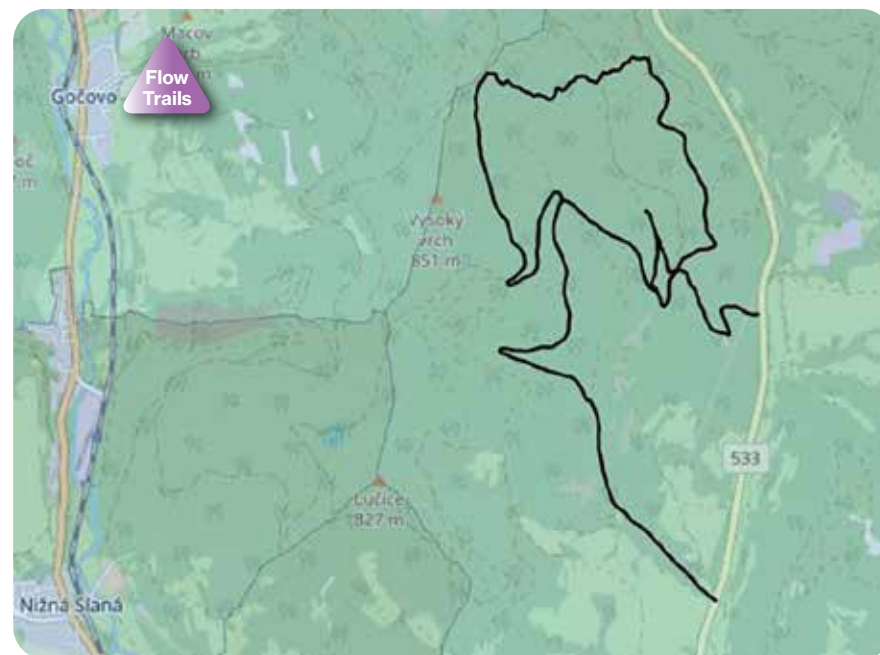 Flow
Trails
Gočovo
Vysoký
vrch
851 m
533
Lučice
827 m
Nižná Slaná